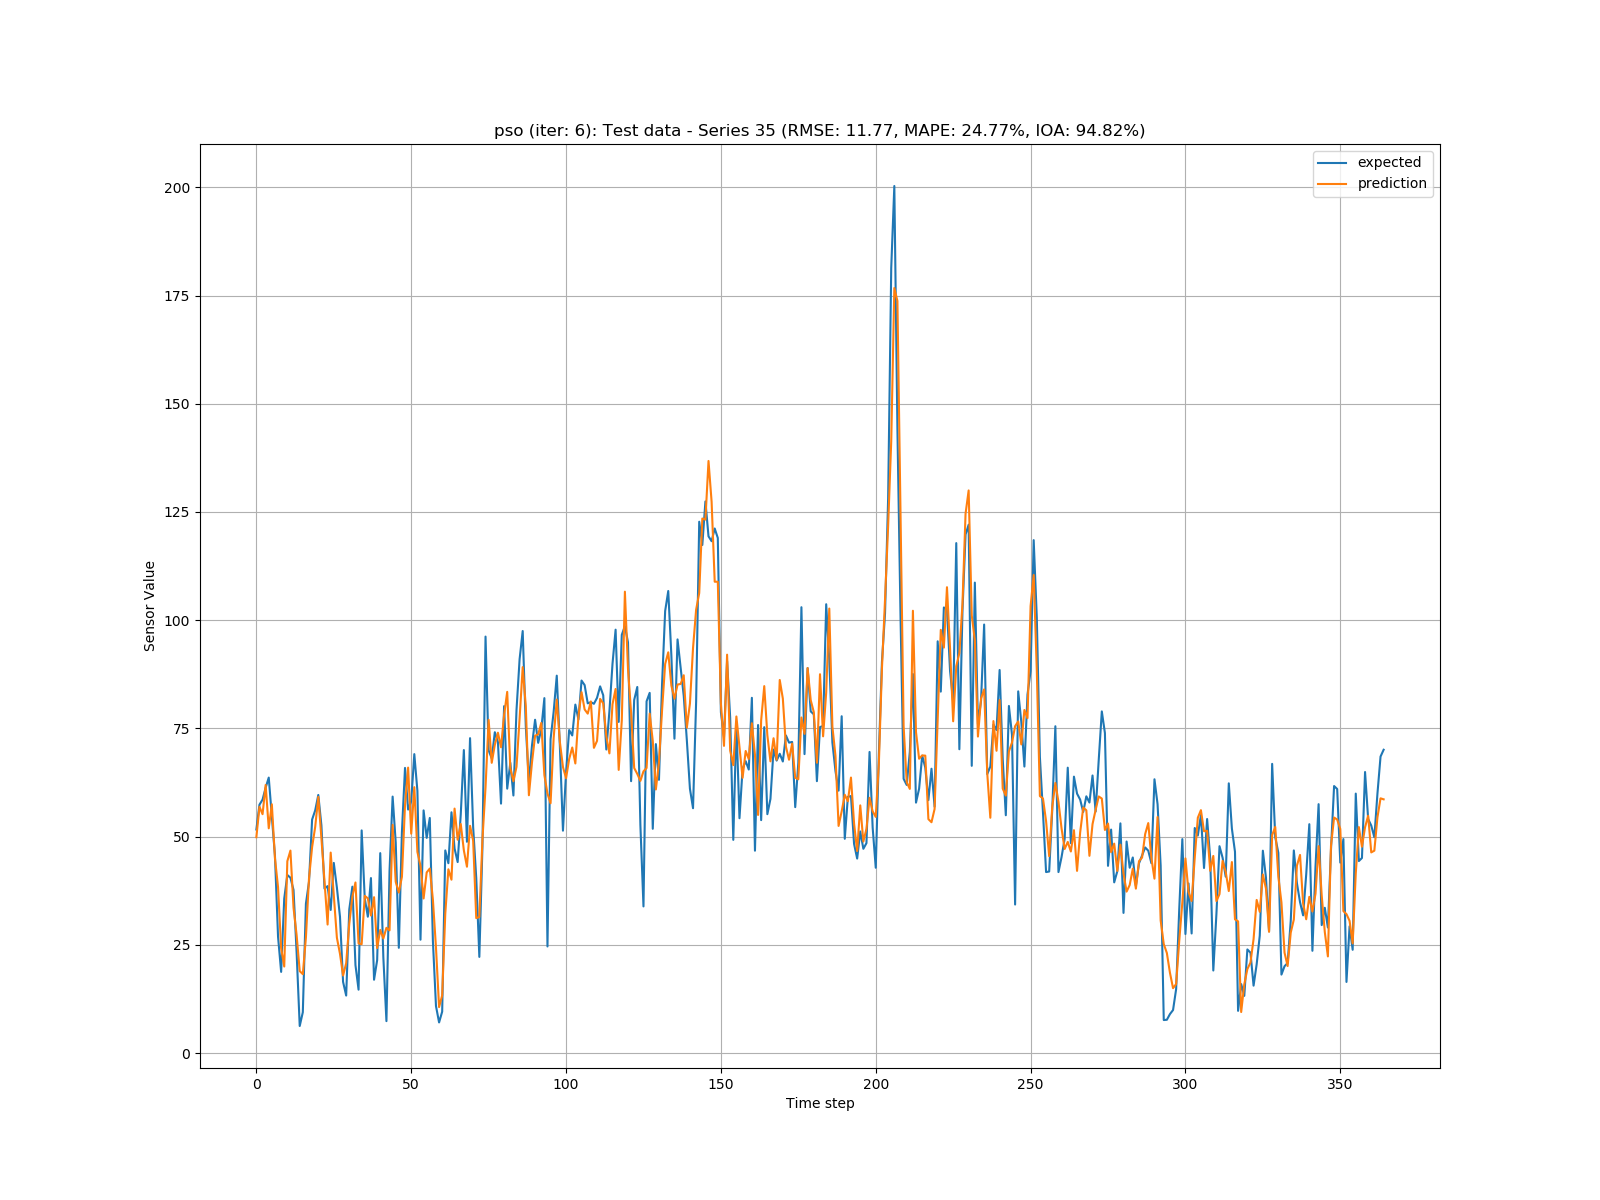 pso (iter: 6): Test data - Series 35 (RMSE: 11.77, MAPE: 24.77%, IOA: 94.82%)
expected
prediction
200
175
150
125
100
75
50
25
0
Sensor Value
0 50 100 150 200 250 300 350
Time step